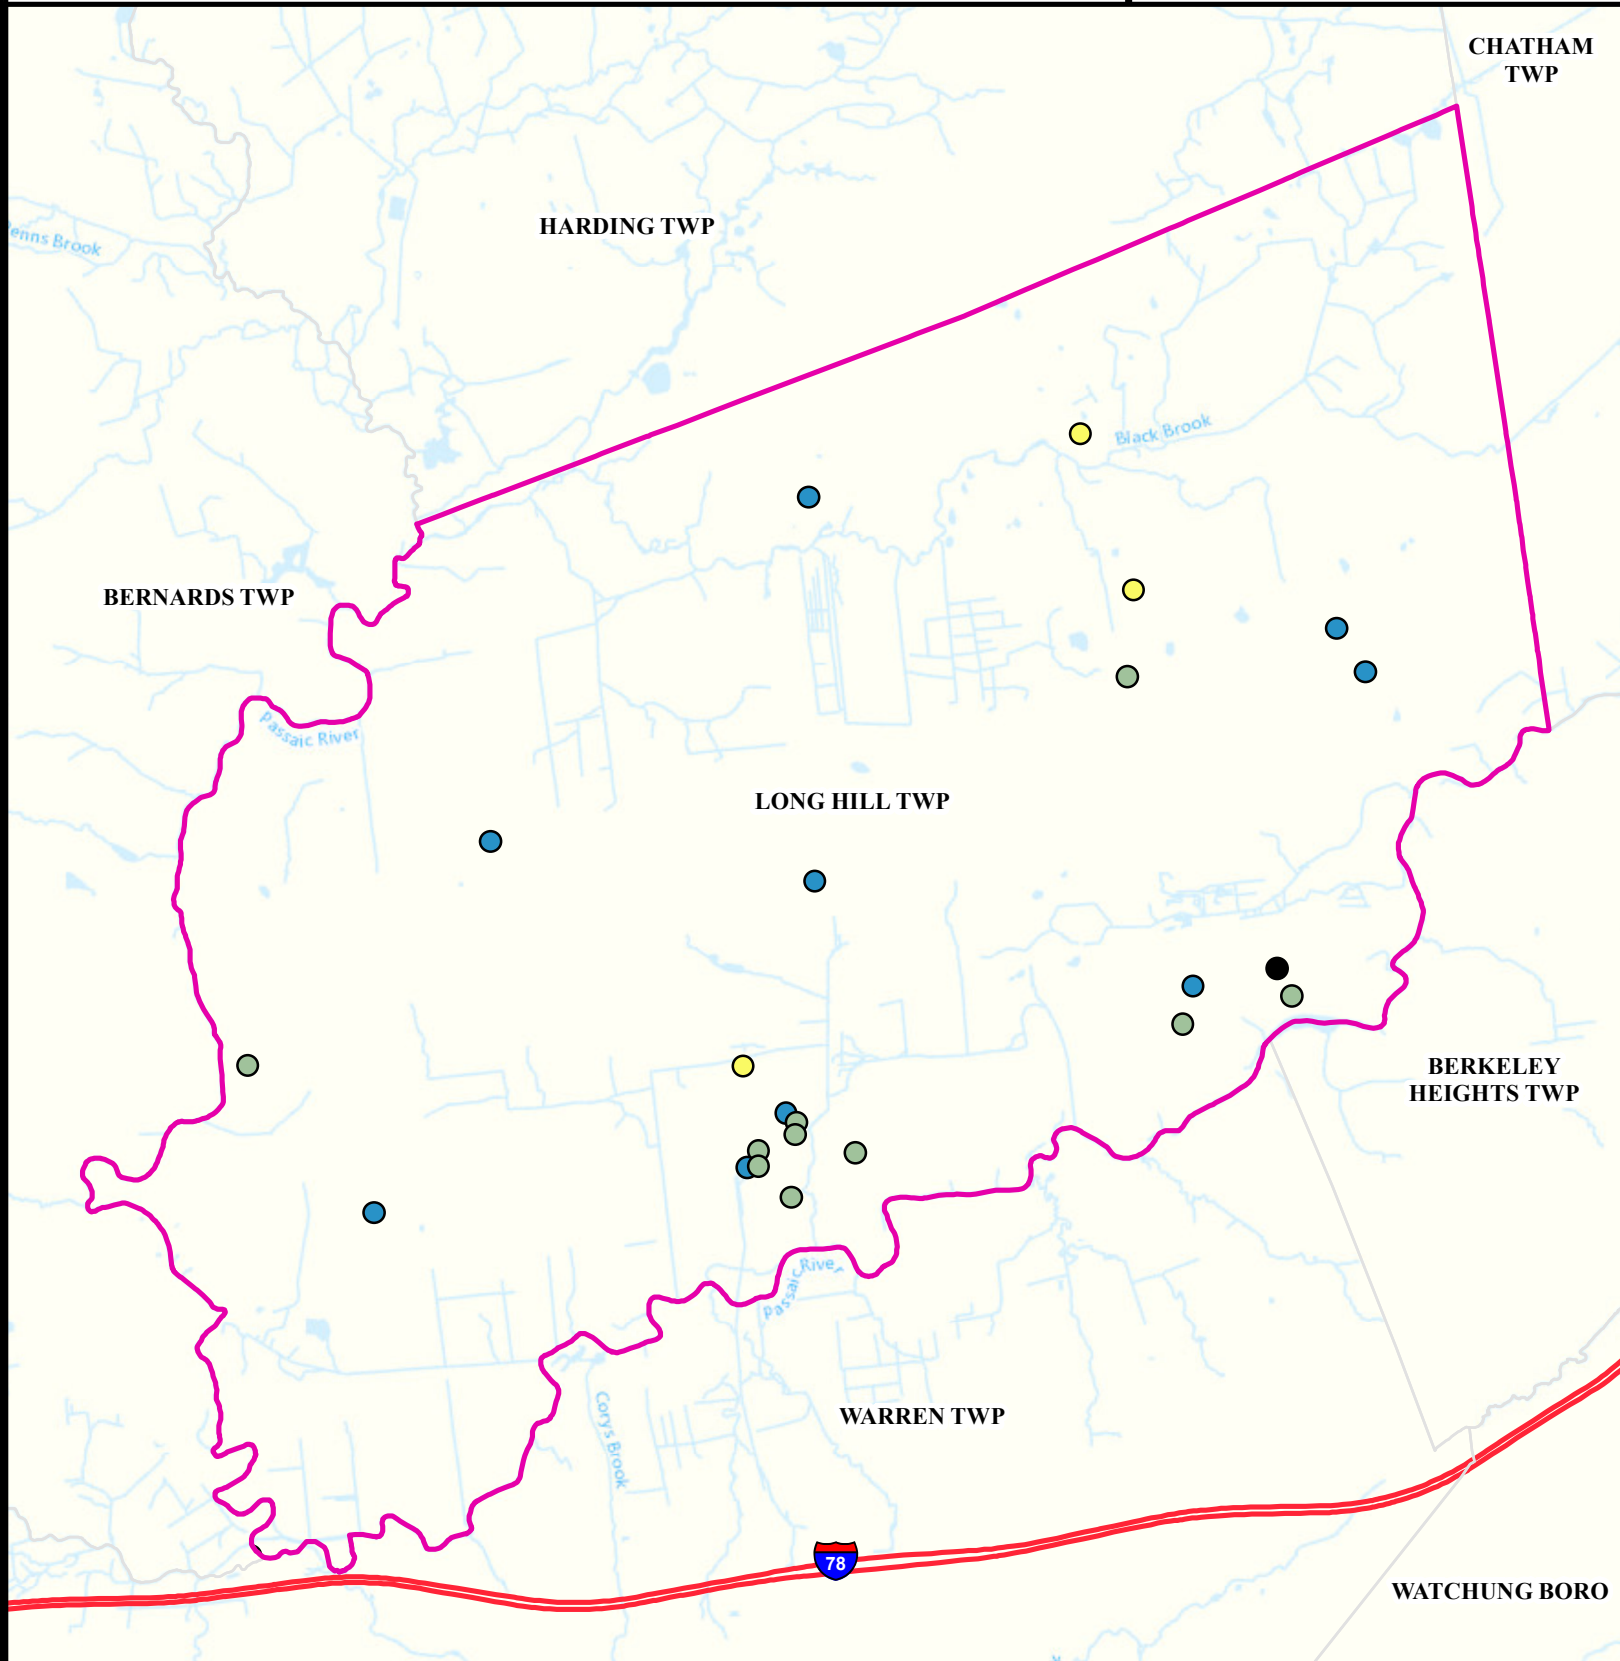 CHATHAM
TWP
HARDING TWP
enns Brook
Black Brook
BERNARDS TWP
Passaic River
LONG HILL TWP
BERKELEY
HEIGHTS TWP
Passaic Rive
WARREN TWP
Corys Brook
78
WATCHUNG BORO